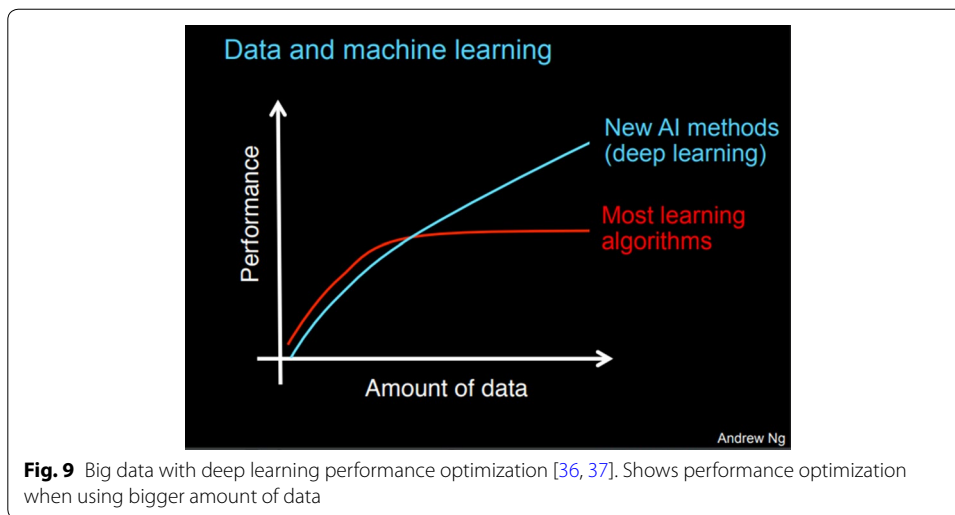 Data and machine learning
Performance
New AI methods
(deep learning)
Most learning
algorithms
Amount of data
Andrew Ng
Fig. 9 Big data with deep learning performance optimization [36, 37]. Shows performance optimization
when using bigger amount of data